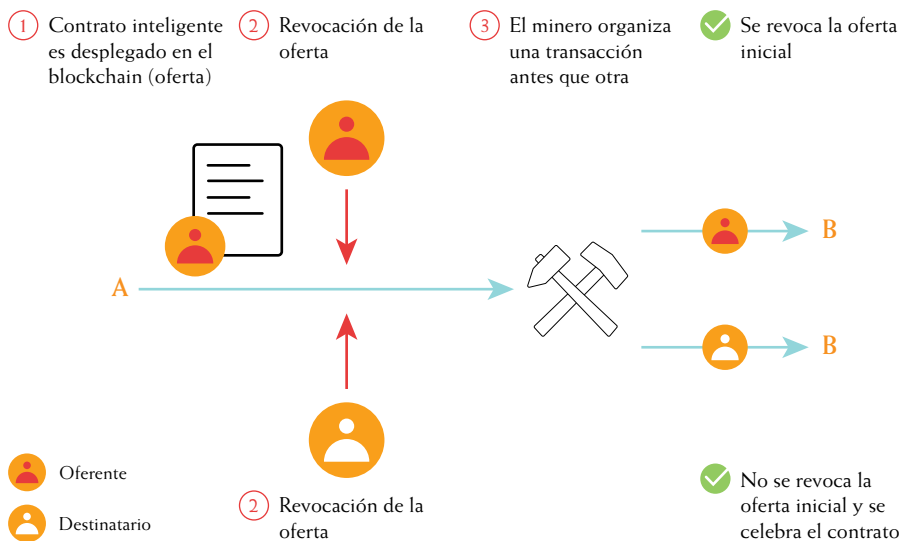 1 Contrato inteligente
es desplegado en el
blockchain (oferta)
2 Revocación de la
oferta
3 El minero organiza
una transacción
antes que otra
Se revoca la oferta
inicial
A
B
B
Oferente
Destinatario
2 Revocación de la
oferta
No se revoca la
oferta inicial y se
celebra el contrato